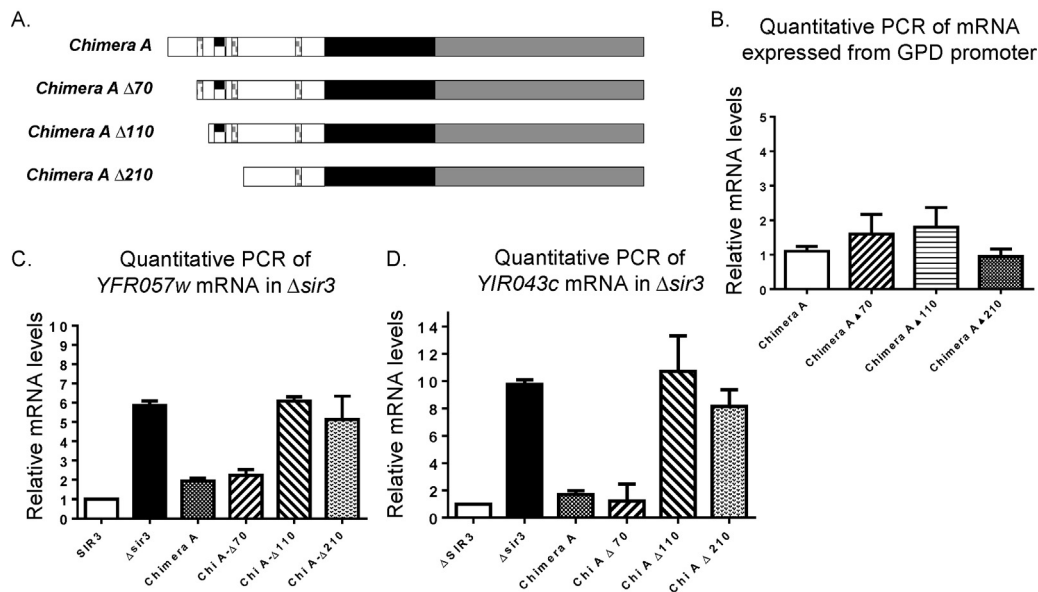 A.
Chimera A
Chimera A Δ70
Chimera A Δ110
Chimera A Δ210
B.
Quantitative PCR of mRNA
expressed from GPD promoter
Relative mRNA levels
5
4
3
2
1
0
Chimera A
Chimera A▲70
Chimera A▲110
Chimera A▲210
C.
Quantitative PCR of
YFR057w mRNA in Δsir3
Relative mRNA levels
10
9
8
7
6
5
4
3
2
1
0
SIR3
Δsir3
Chimera A
Chi A-Δ70
Chi A-Δ110
Chi A-Δ210
D.
Quantitative PCR of
YIR043c mRNA in Δsir3
Relative mRNA levels
14
12
10
8
6
4
2
0
ΔSIR3
Δsir3
Chimera A
Chi A Δ 70
Chi A Δ 110
Chi A Δ 210